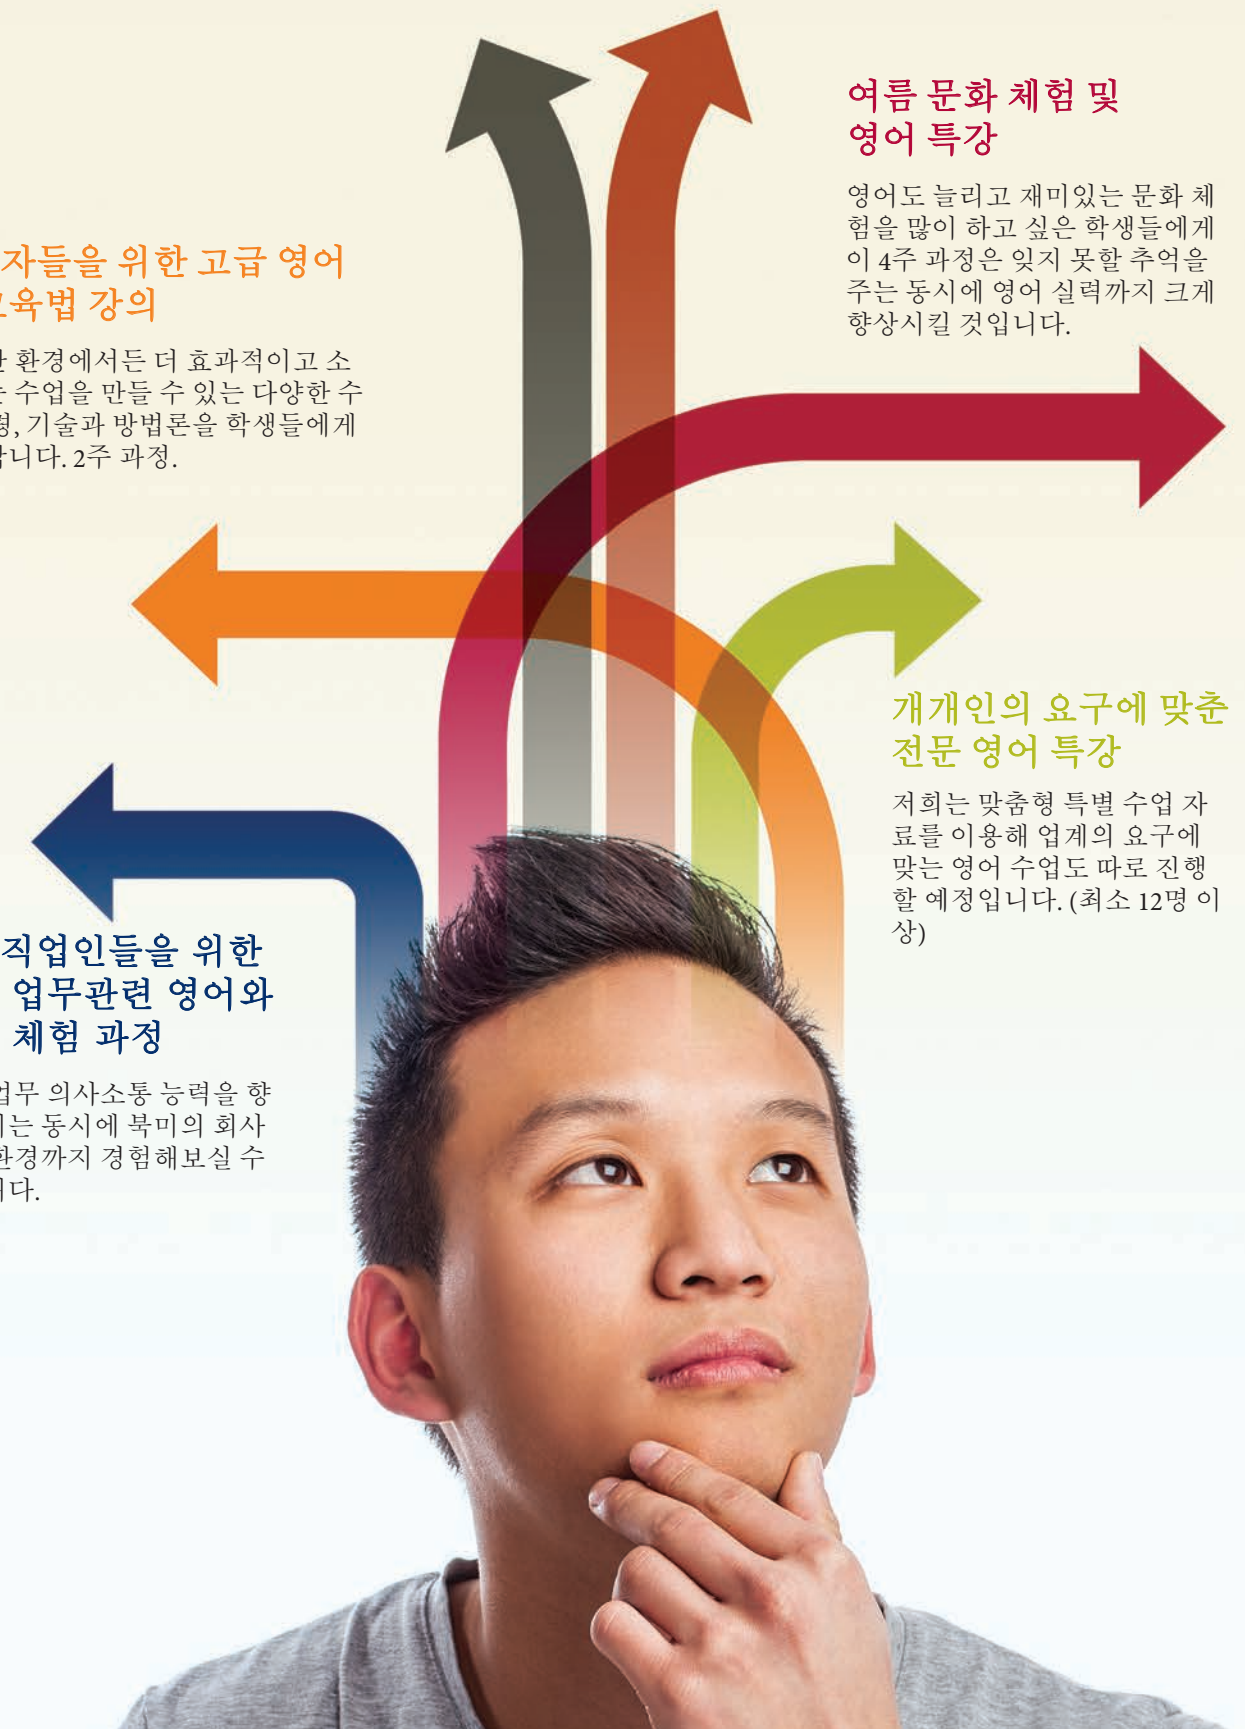 여름 문화 체험 및
영어 특강
영어도 늘리고 재미있는 문화 체
험을 많이 하고 싶은 학생들에게
이 4주 과정은 잊지 못할 추억을
주는 동시에 영어 실력까지 크게
향상시킬 것입니다.
자들을 위한 고급 영어
교육법 강의
환경에서든 더 효과적이고 소
는 수업을 만들 수 있는 다양한 수
기술과 방법론을 학생들에게
합니다. 2주 과정.
개개인의 요구에 맞춘
전문 영어 특강
저희는 맞춤형 특별 수업 자
료를 이용해 업계의 요구에
맞는 영어 수업도 따로 진행
할 예정입니다. (최소 12명 이
상)
직업인들을 위한
업무관련 영어와
체험 과정
업무 의사소통 능력을 향
는 동시에 북미의 회사
환경까지 경험해보실 수
니다.